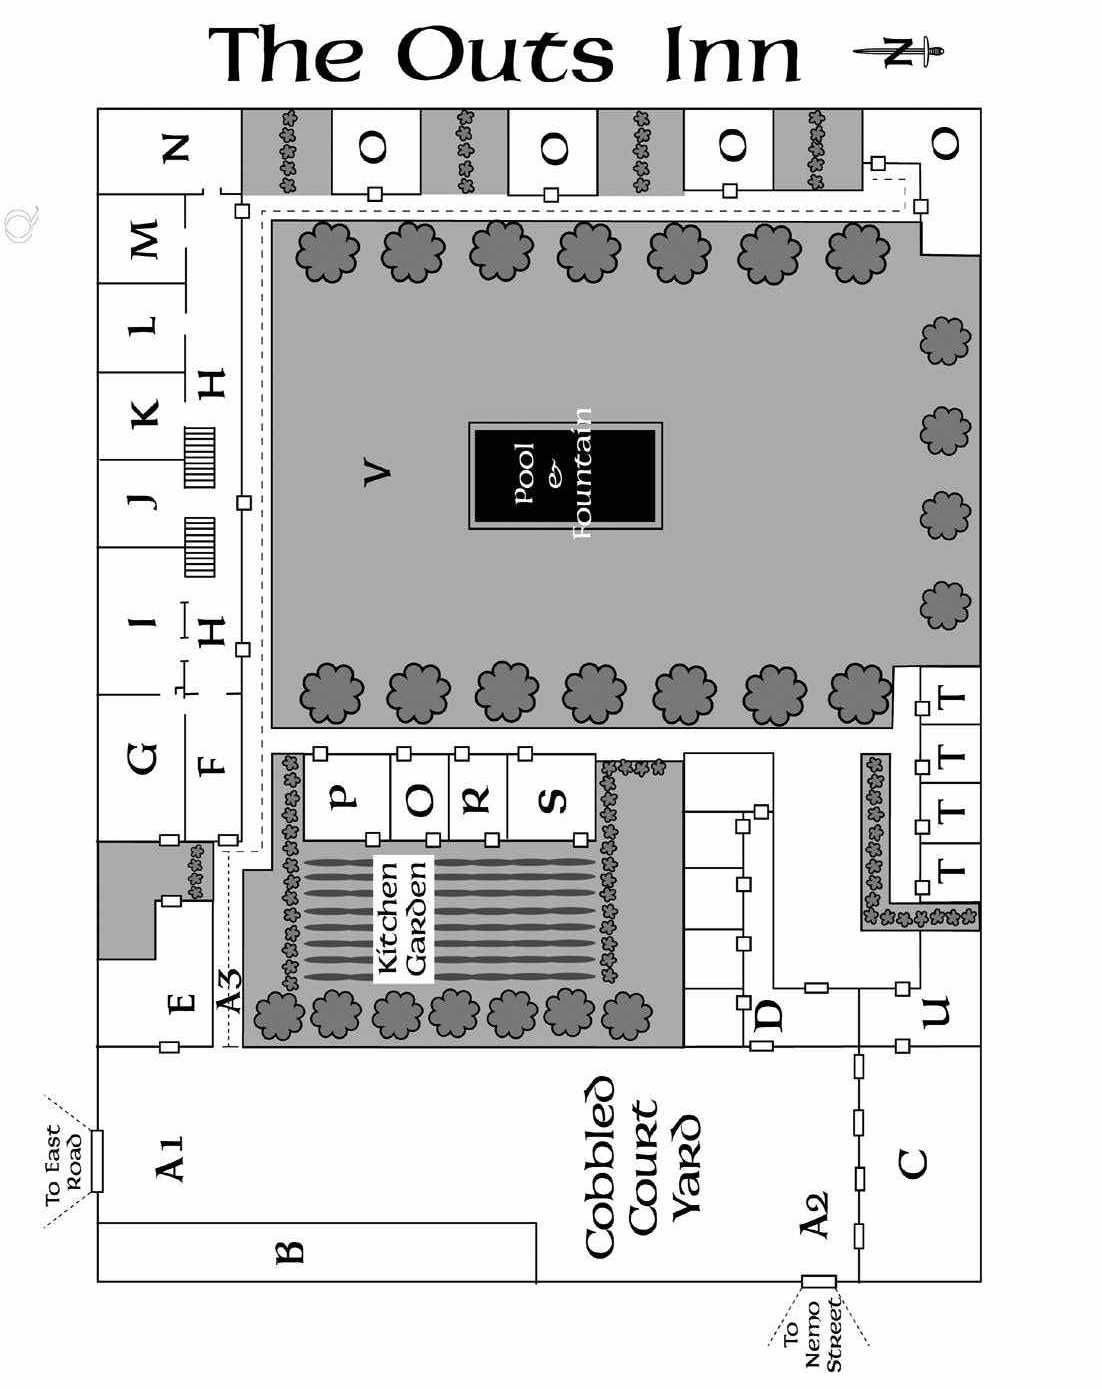 The Outs Inn
N
N
O
O
O
O
Q
M
L
K
J
I
H
H
G
F
V
Pool
&
Fountain
P
O
R
S
T
T
T
T
Kitchen
Garden
E
A3
D
U
To East
Road
A1
B
Cobbled
Court
Yard
A2
C
To
Nemo
Street